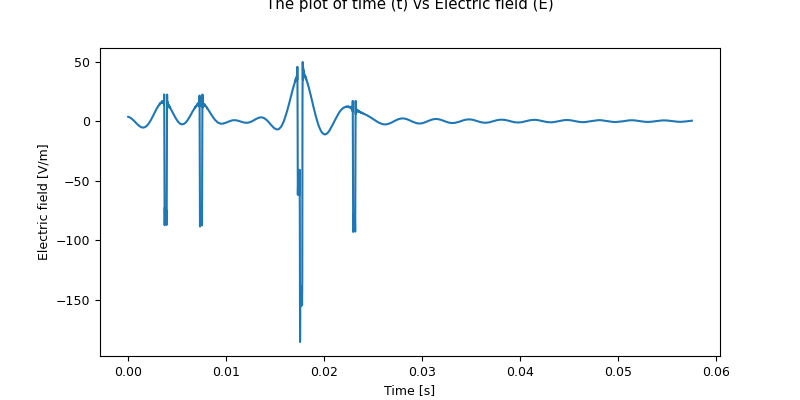 The plot of time (t) vs Electric field (E)
50
0
−50
−100
−150
Electric field [V/m]
0.00 0.01 0.02 0.03 0.04 0.05 0.06
Time [s]